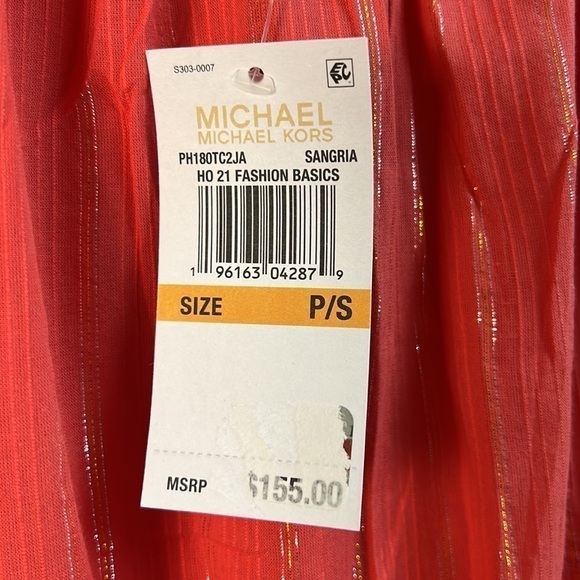 S303-0007
EPC
MICHAEL
MICHAEL KORS
PH180TC2JA SANGRIA
HO 21 FASHION BASICS
1 96163 04287 9
SIZE P/S
MSRP $155.00